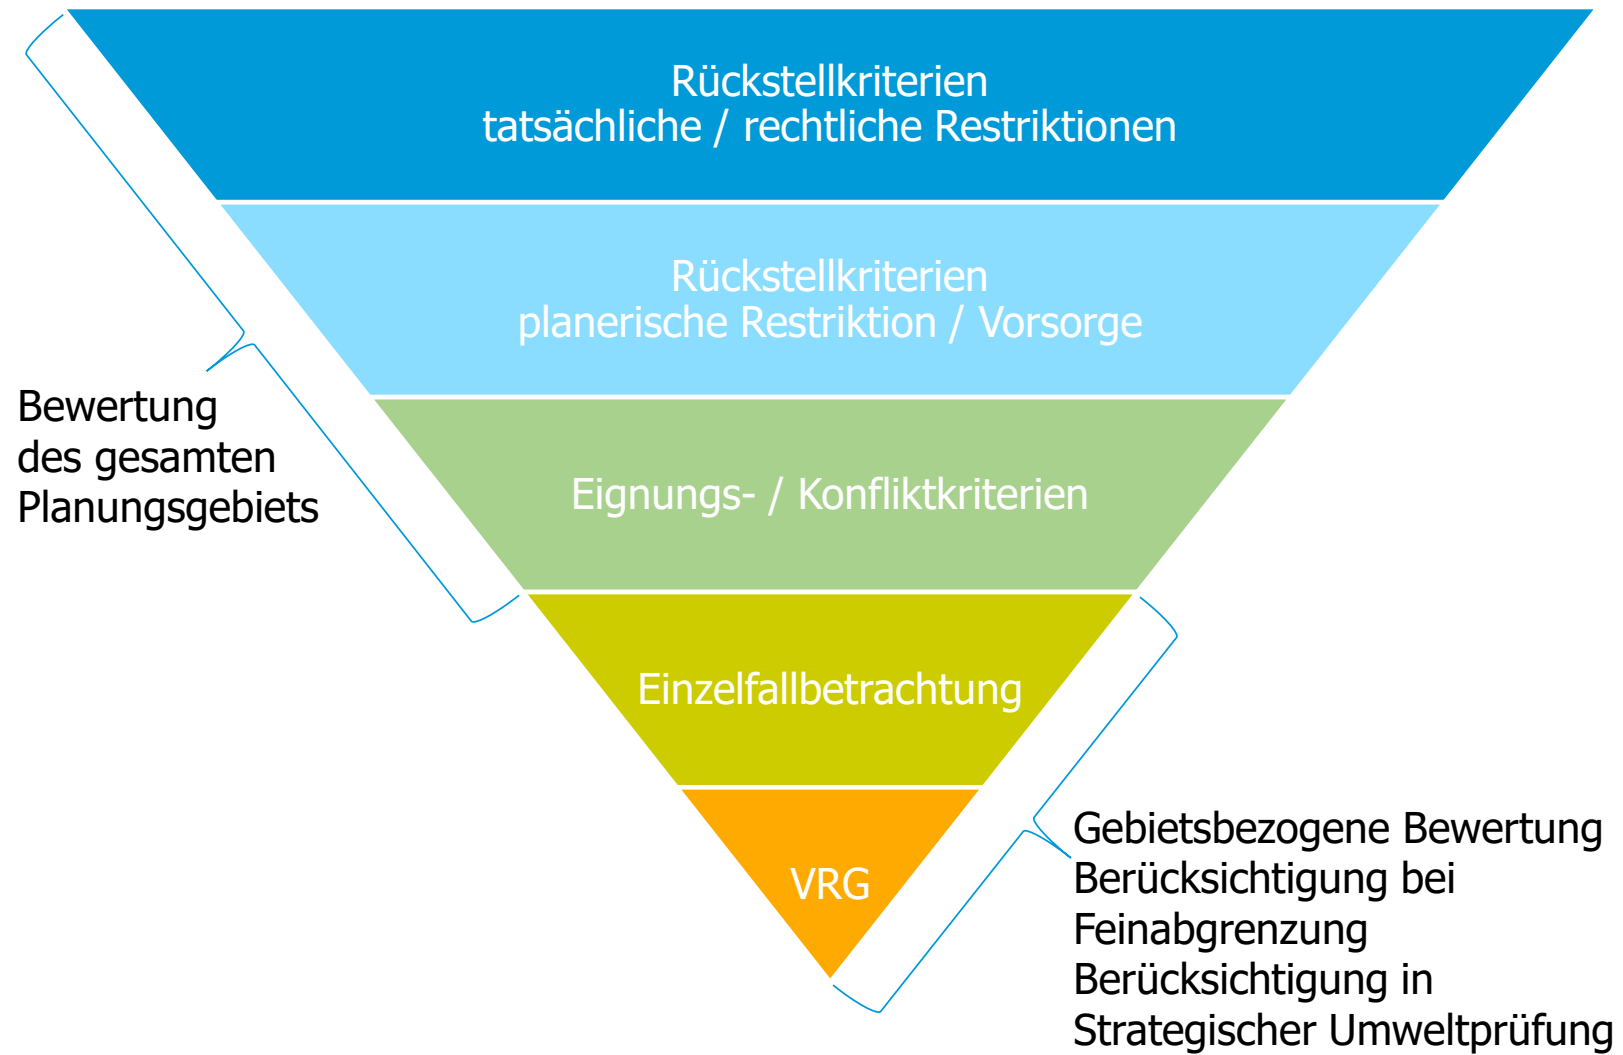 Rückstellkriterien
tatsächliche / rechtliche Restriktionen
Rückstellkriterien
planerische Restriktion / Vorsorge
Bewertung
des gesamten
Planungsgebiets
Eignungs- / Konfliktkriterien
Einzelfallbetrachtung
VRG
Gebietsbezogene Bewertung
Berücksichtigung bei
Feinabgrenzung
Berücksichtigung in
Strategischer Umweltprüfung